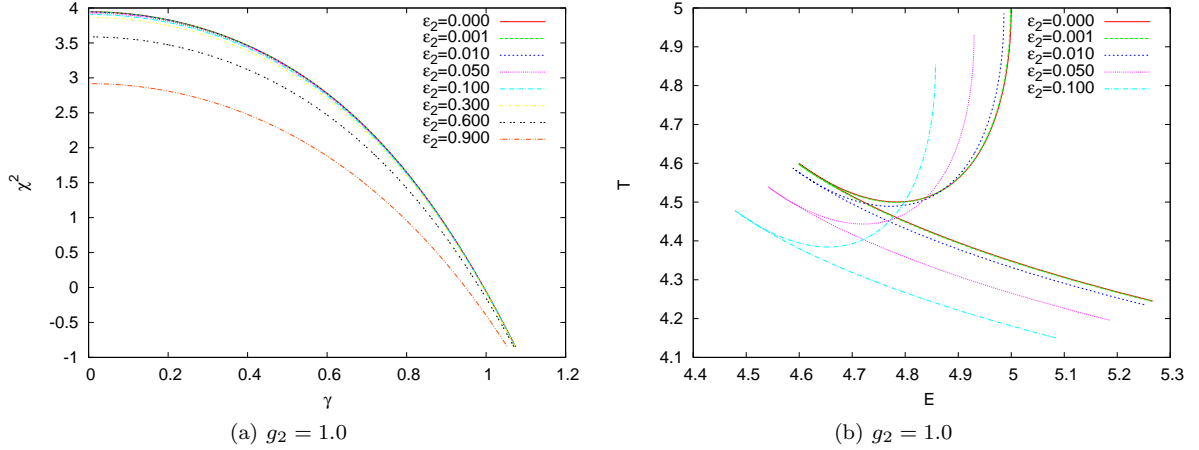 4
3.5
3
2.5
2
1.5
1
0.5
0
-0.5
-1
χ²
0 0.2 0.4 0.6 0.8 1 1.2
γ
ε₂=0.000
ε₂=0.001
ε₂=0.010
ε₂=0.050
ε₂=0.100
ε₂=0.300
ε₂=0.600
ε₂=0.900
(a) g₂ = 1.0
5
4.9
4.8
4.7
4.6
4.5
4.4
4.3
4.2
4.1
T
4.4 4.5 4.6 4.7 4.8 4.9 5 5.1 5.2 5.3
E
ε₂=0.000
ε₂=0.001
ε₂=0.010
ε₂=0.050
ε₂=0.100
(b) g₂ = 1.0